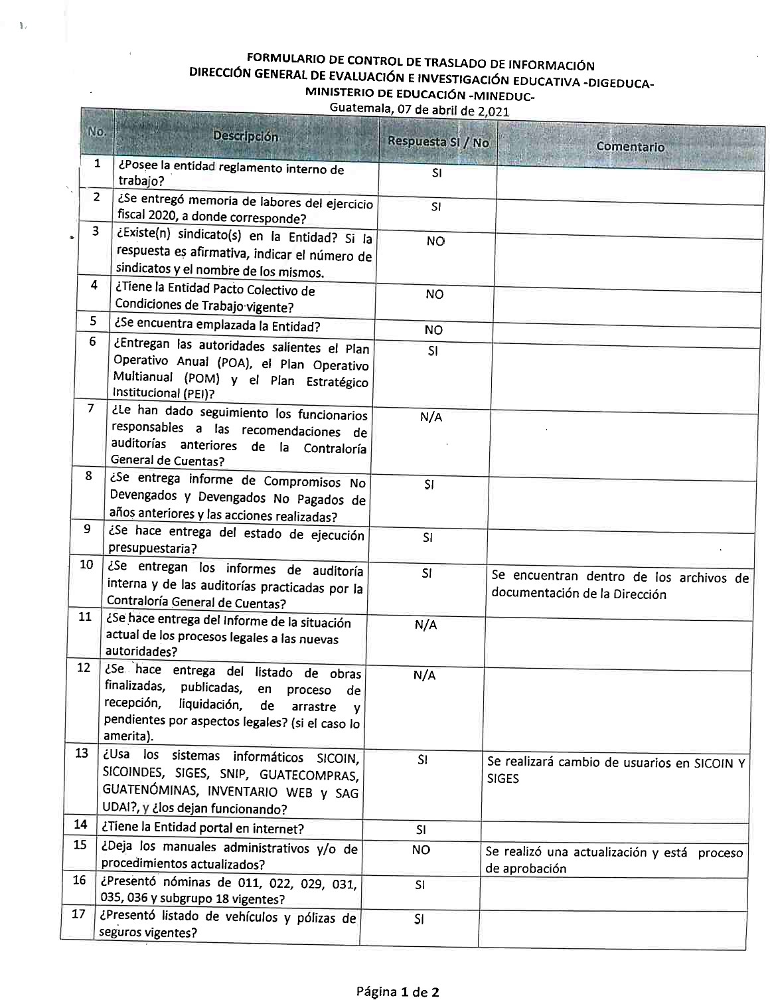 FORMULARIO DE CONTROL DE TRASLADO DE INFORMACIÓN
DIRECCIÓN GENERAL DE EVALUACIÓN E INVESTIGACIÓN EDUCATIVA -DIGEDUCA-
MINISTERIO DE EDUCACIÓN -MINEDUC-
Guatemala, 07 de abril de 2,021
No. Descripción Respuesta SI / No Comentario
1 ¿Posee la entidad reglamento interno de SI
trabajo?
2 ¿Se entregó memoria de labores del ejercicio SI
fiscal 2020, a donde corresponde?
3 ¿Existe(n) sindicato(s) en la Entidad? Si la NO
respuesta es afirmativa, indicar el número de
sindicatos y el nombre de los mismos.
4 ¿Tiene la Entidad Pacto Colectivo de NO
Condiciones de Trabajo vigente?
5 ¿Se encuentra emplazada la Entidad? NO
6 ¿Entregan las autoridades salientes el Plan SI
Operativo Anual (POA), el Plan Operativo
Multianual (POM) y el Plan Estratégico
Institucional (PEI)?
7 ¿Le han dado seguimiento los funcionarios N/A
responsables a las recomendaciones de
auditorías anteriores de la Contraloría
General de Cuentas?
8 ¿Se entrega informe de Compromisos No SI
Devengados y Devengados No Pagados de
años anteriores y las acciones realizadas?
9 ¿Se hace entrega del estado de ejecución SI
presupuestaria?
10 ¿Se entregan los informes de auditoría SI Se encuentran dentro de los archivos de
interna y de las auditorías practicadas por la documentación de la Dirección
Contraloría General de Cuentas?
11 ¿Se hace entrega del Informe de la situación N/A
actual de los procesos legales a las nuevas
autoridades?
12 ¿Se hace entrega del listado de obras N/A
finalizadas, publicadas, en proceso de
recepción, liquidación, de arrastre y
pendientes por aspectos legales? (si el caso lo
amerita).
13 ¿Usa los sistemas informáticos SICOIN, SI Se realizará cambio de usuarios en SICOIN Y
SICOINDES, SIGES, SNIP, GUATECOMPRAS, SIGES
GUATENÓMINAS, INVENTARIO WEB y SAG
UDAI?, y ¿los dejan funcionando?
14 ¿Tiene la Entidad portal en internet? SI
15 ¿Deja los manuales administrativos y/o de NO Se realizó una actualización y está proceso
procedimientos actualizados? de aprobación
16 ¿Presentó nóminas de 011, 022, 029, 031, SI
035, 036 y subgrupo 18 vigentes?
17 ¿Presentó listado de vehículos y pólizas de SI
seguros vigentes?
Página 1 de 2